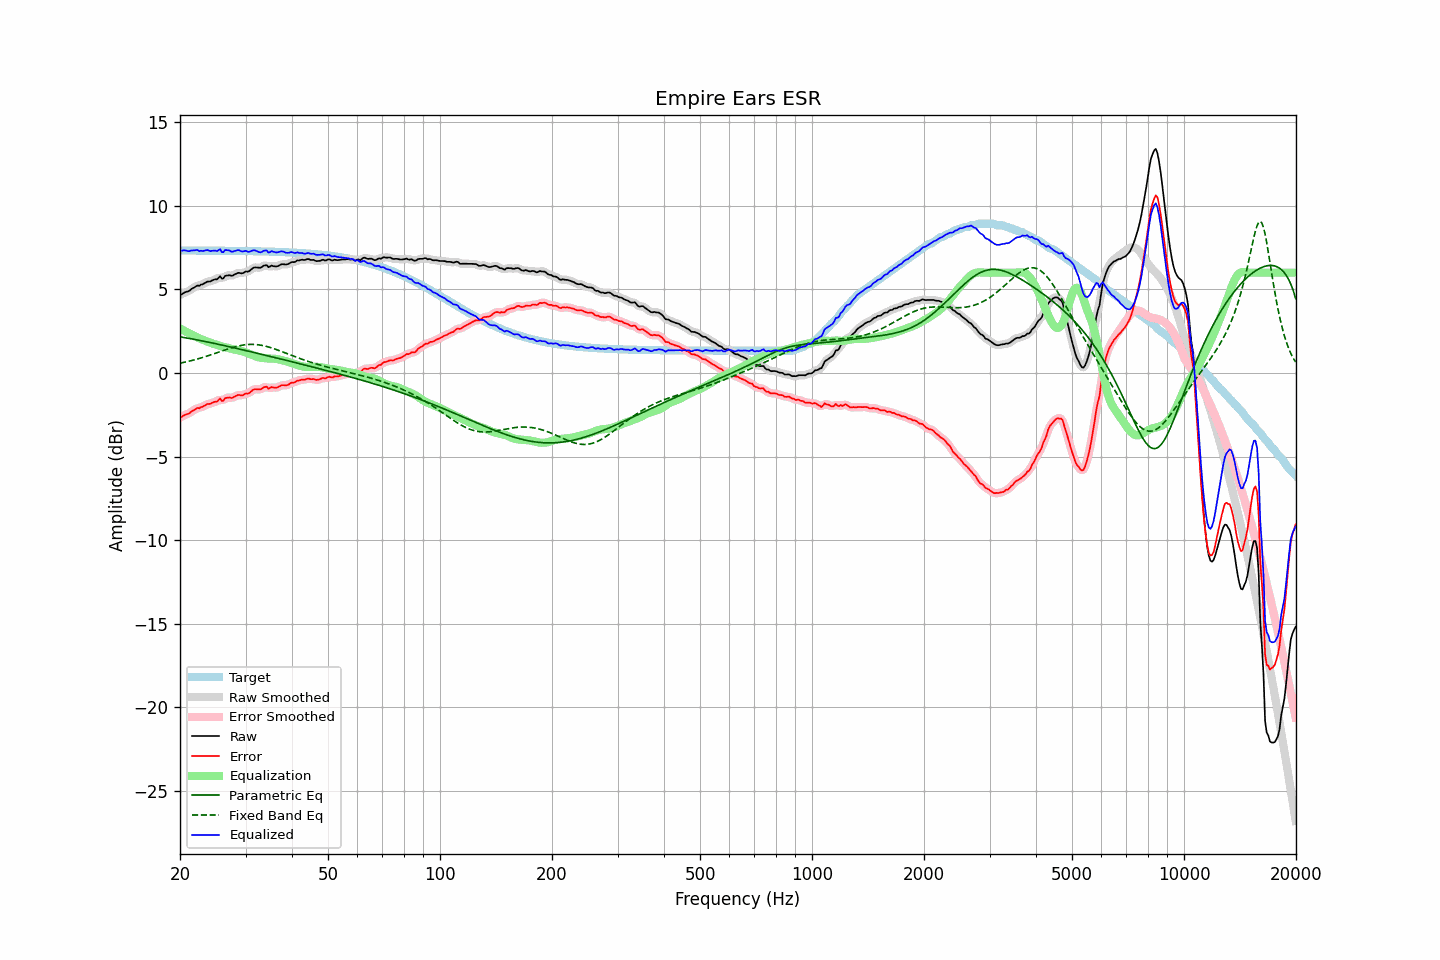 Empire Ears ESR
Amplitude (dBr)
15
10
5
0
−5
−10
−15
−20
−25
Target
Raw Smoothed
Error Smoothed
Raw
Error
Equalization
Parametric Eq
Fixed Band Eq
Equalized
20 50 100 200 500 1000 2000 5000 10000 20000
Frequency (Hz)